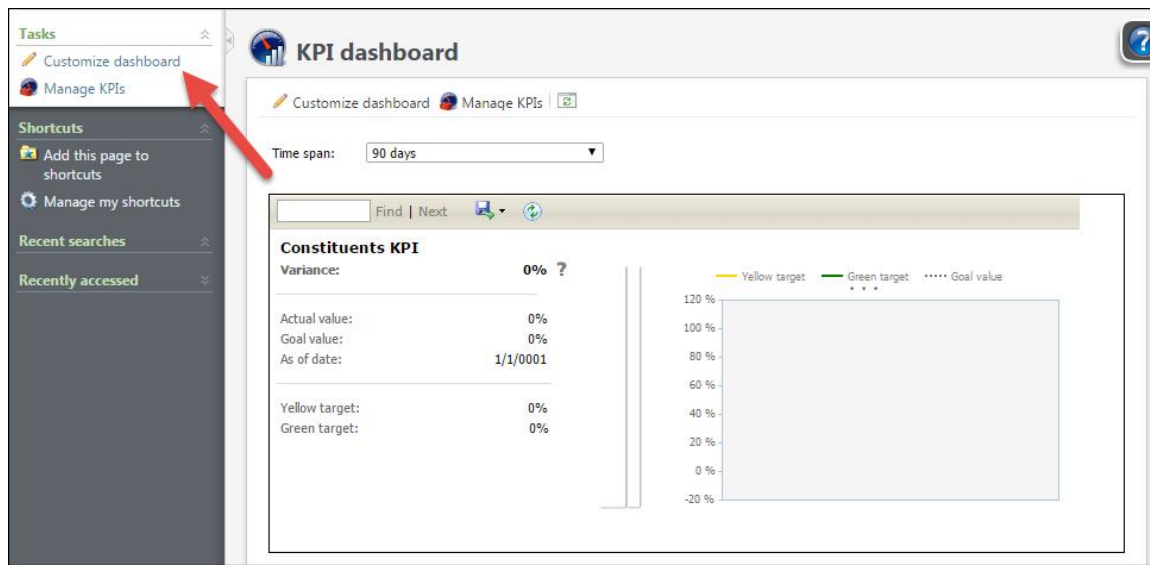 Tasks
Customize dashboard
Manage KPIs
Shortcuts
Add this page to
shortcuts
Manage my shortcuts
Recent searches
Recently accessed
KPI dashboard
?
Customize dashboard Manage KPIs
Time span: 90 days
Find | Next
Constituents KPI
Variance: 0% ?
Actual value: 0%
Goal value: 0%
As of date: 1/1/0001
Yellow target: 0%
Green target: 0%
Yellow target Green target Goal value
120 %
100 %
80 %
60 %
40 %
20 %
0 %
-20 %